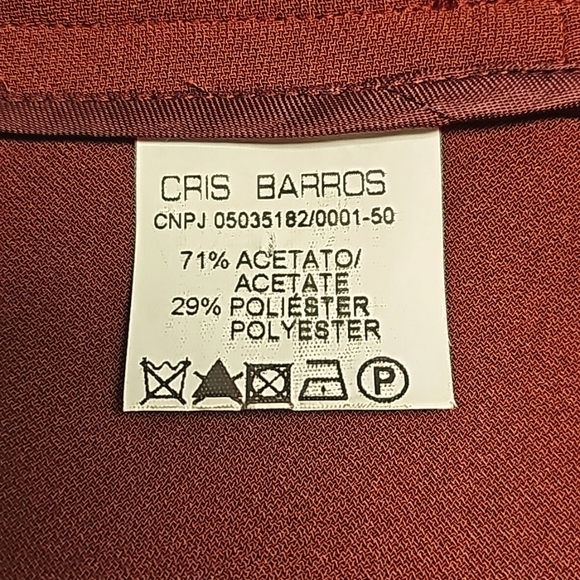 CRIS BARROS
CNPJ 05035182/0001-50
71% ACETATO/
ACETATE
29% POLIÉSTER
POLYESTER
P